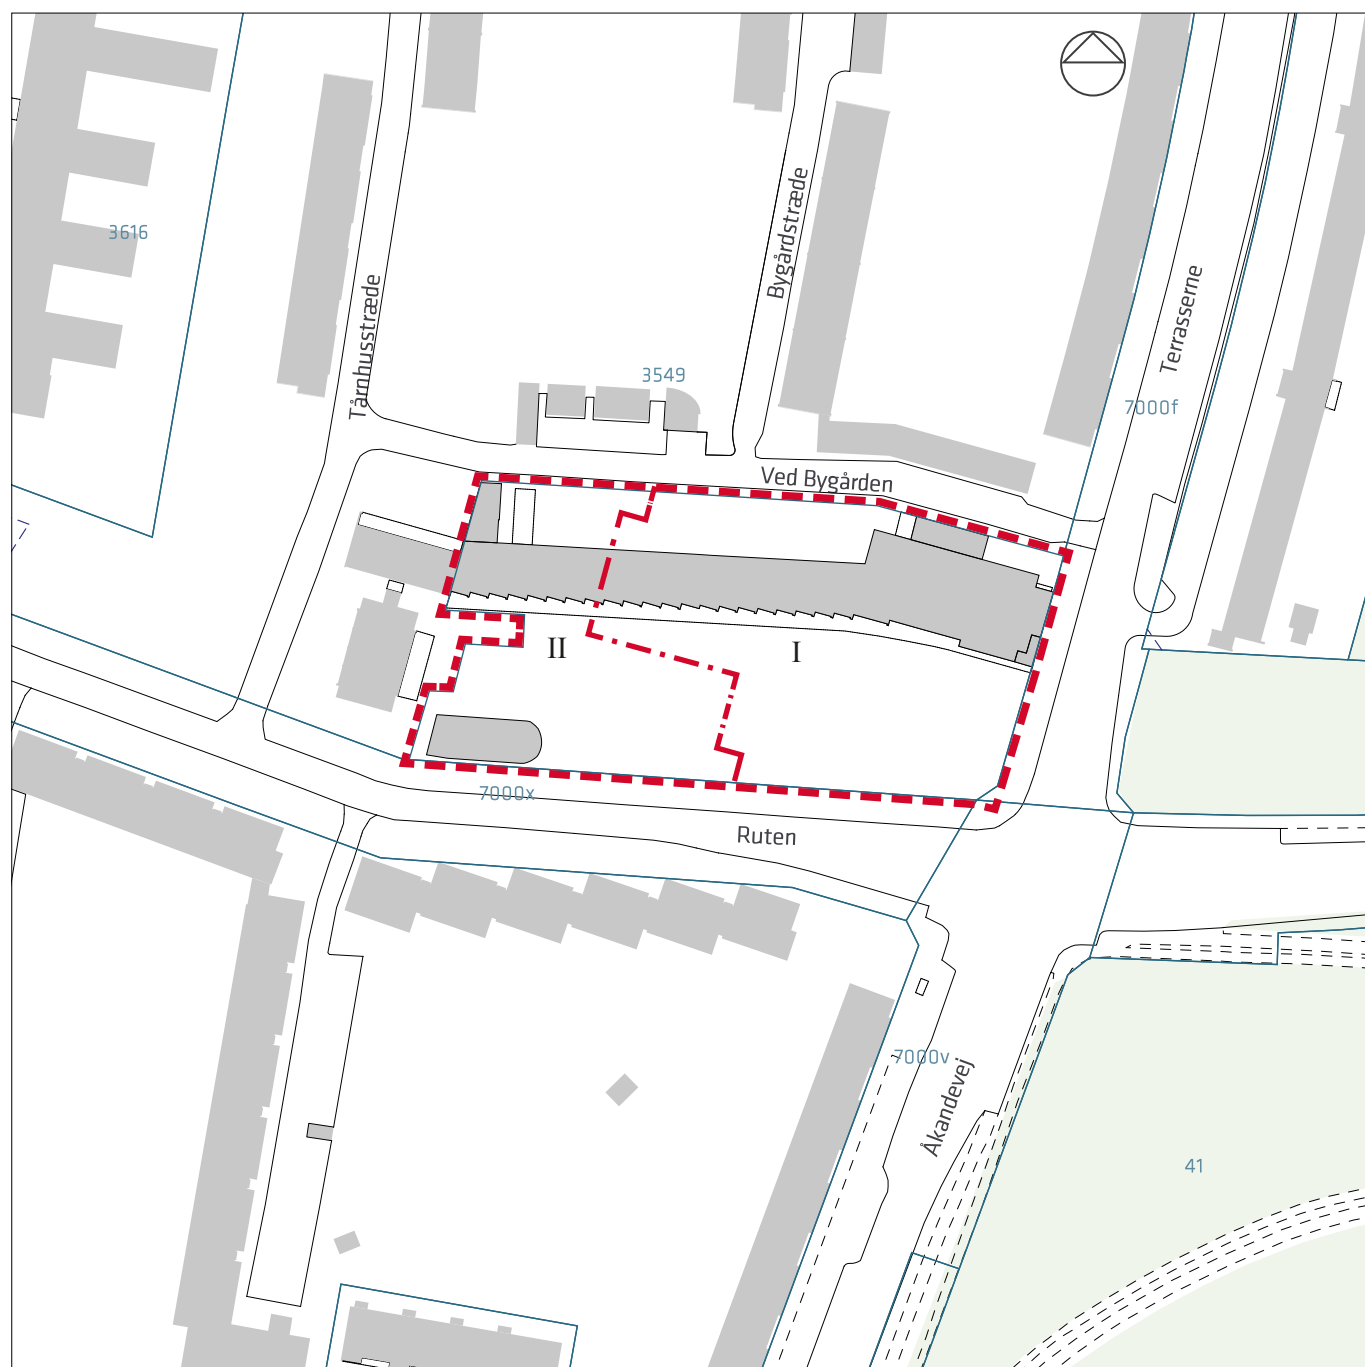 3616
Tårnhusstræde
Bygårdstræde
Terrasserne
3549
7000f
Ved Bygården
II
I
7000x
Ruten
7000v
Åkandevej
41